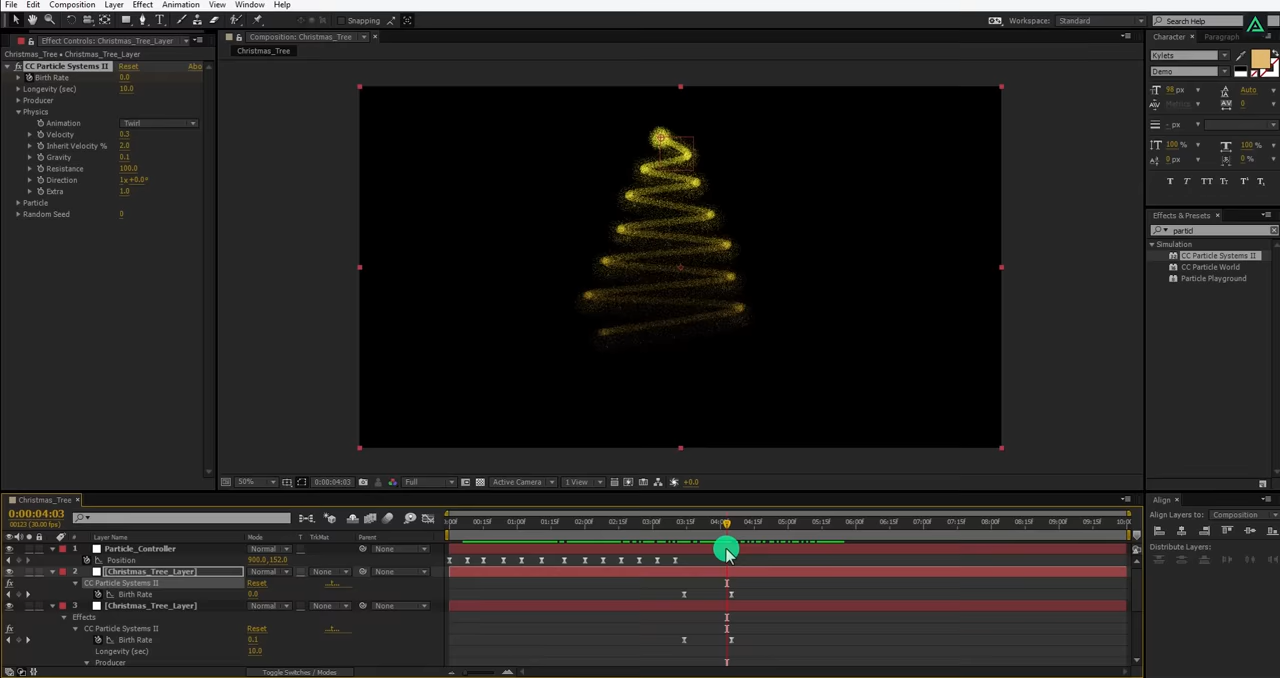 File Edit Composition Layer Effect Animation View Window Help
Snapping Workspace: Standard Search Help
Effect Controls: Christmas_Tree_Layer Composition: Christmas_Tree Character Paragraph
Christmas_Tree • Christmas_Tree_Layer Christmas_Tree
CC Particle Systems II Reset Abo
Birth Rate 0.0
Longevity (sec) 10.0
Producer
Physics
Animation Twirl
Velocity 0.3
Inherit Velocity % 2.0
Gravity 0.1
Resistance 100.0
Direction 1x+0.0°
Extra 1.0
Particle
Random Seed 0
Kylets
Demo
98 px Auto
Metrics 0
- px
100 % 100 %
0 px 0 %
T T TT Tт T¹ T₁
Effects & Presets
partid
Simulation
CC Particle Systems II
CC Particle World
Particle Playground
50% 0:00:04:03 Full Active Camera 1 View +0.0
Christmas_Tree
0:00:04:03
00123 (30.00 fps)
# Layer Name Mode T TrkMat Parent
00:15f 01:00f 01:15f 02:00f 02:15f 03:00f 03:15f 04:15f 05:00f 05:15f 06:00f 06:15f 07:00f 07:15f 08:00f 08:15f 09:00f 09:15f
1 Particle_Controller Normal None
Position 900.0,152.0
2 [Christmas_Tree_Layer] Normal None None
CC Particle Systems II Reset
Birth Rate 0.0
3 [Christmas_Tree_Layer] Normal None None
Effects
CC Particle Systems II Reset
Birth Rate 0.1
Longevity (sec) 10.0
Producer
Toggle Switches / Modes
Align
Align Layers to: Composition
Distribute Layers: